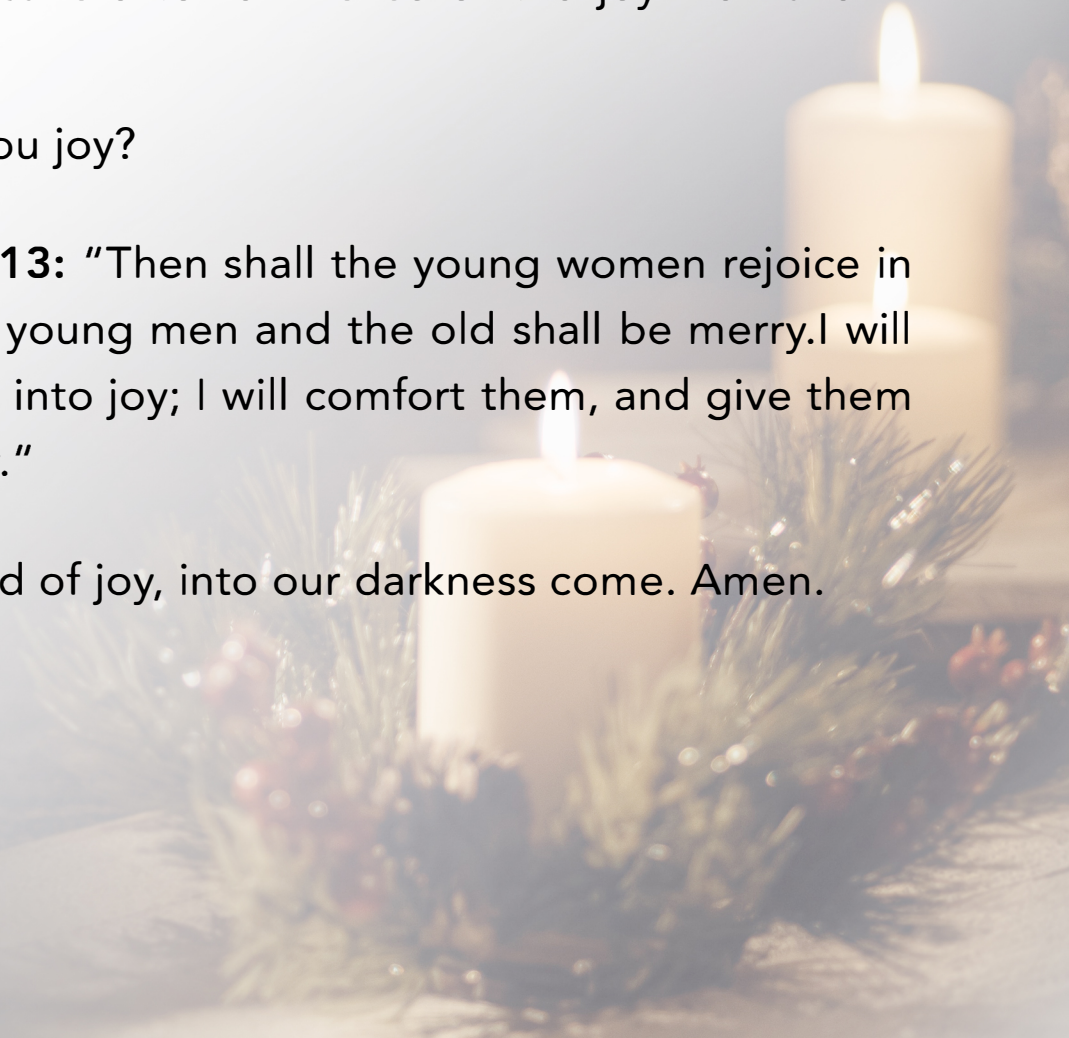 ou joy?
13: “Then shall the young women rejoice in
young men and the old shall be merry.I will
into joy; I will comfort them, and give them
.”
d of joy, into our darkness come. Amen.